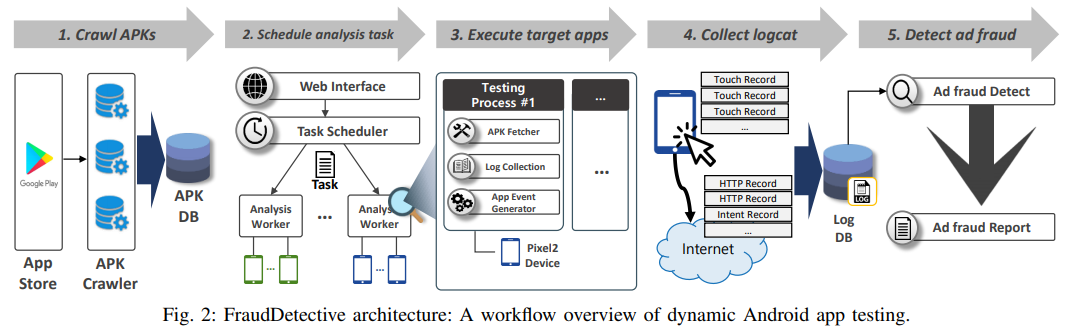 1. Crawl APKs
2. Schedule analysis task
3. Execute target apps
4. Collect logcat
5. Detect ad fraud
Google Play
App
Store
APK
Crawler
APK
DB
Web Interface
Task Scheduler
Task
Analysis
Worker
...
Analysis
Worker
...
...
Testing
Process #1
APK Fetcher
Log Collection
App Event
Generator
...
...
Pixel2
Device
Touch Record
Touch Record
Touch Record
...
HTTP Record
HTTP Record
Intent Record
...
Internet
LOG
Log
DB
Ad fraud Detect
Ad fraud Report
Fig. 2: FraudDetective architecture: A workflow overview of dynamic Android app testing.